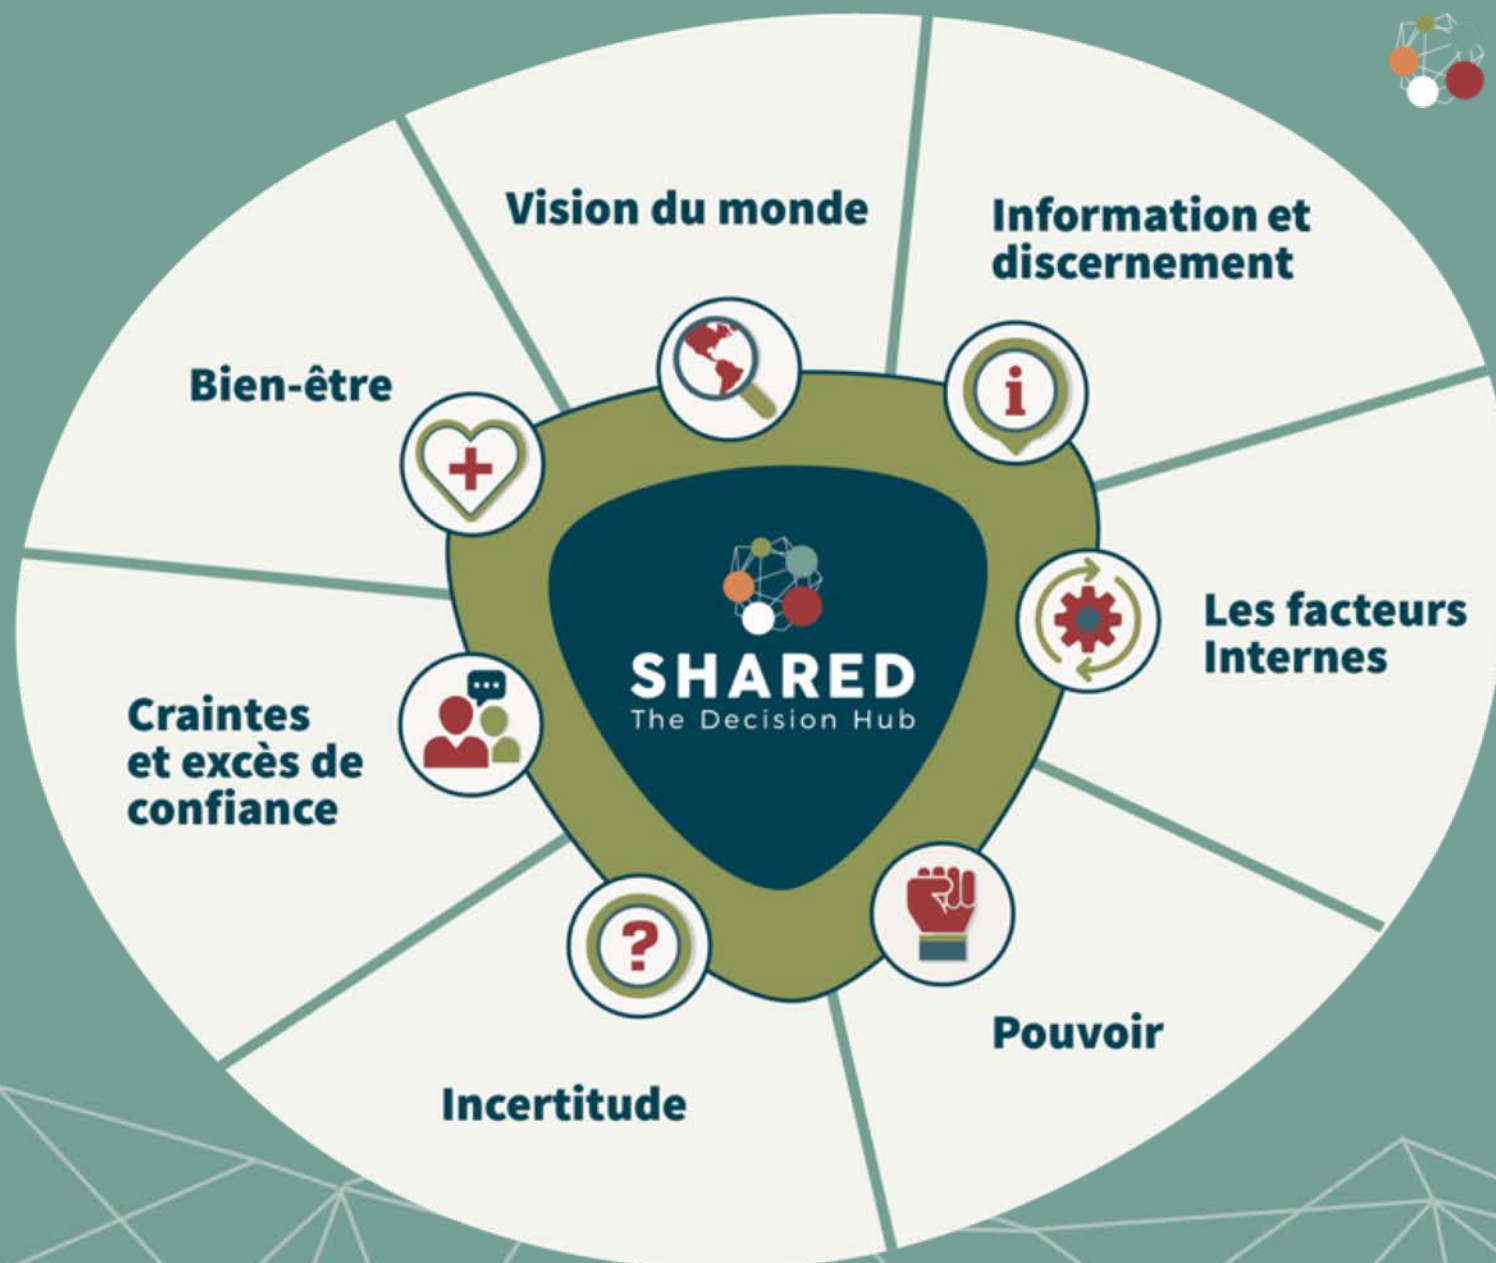 Vision du monde
Information et
discernement
Bien-être
i
Les facteurs
Internes
SHARED
The Decision Hub
Craintes
et excès de
confiance
?
Pouvoir
Incertitude